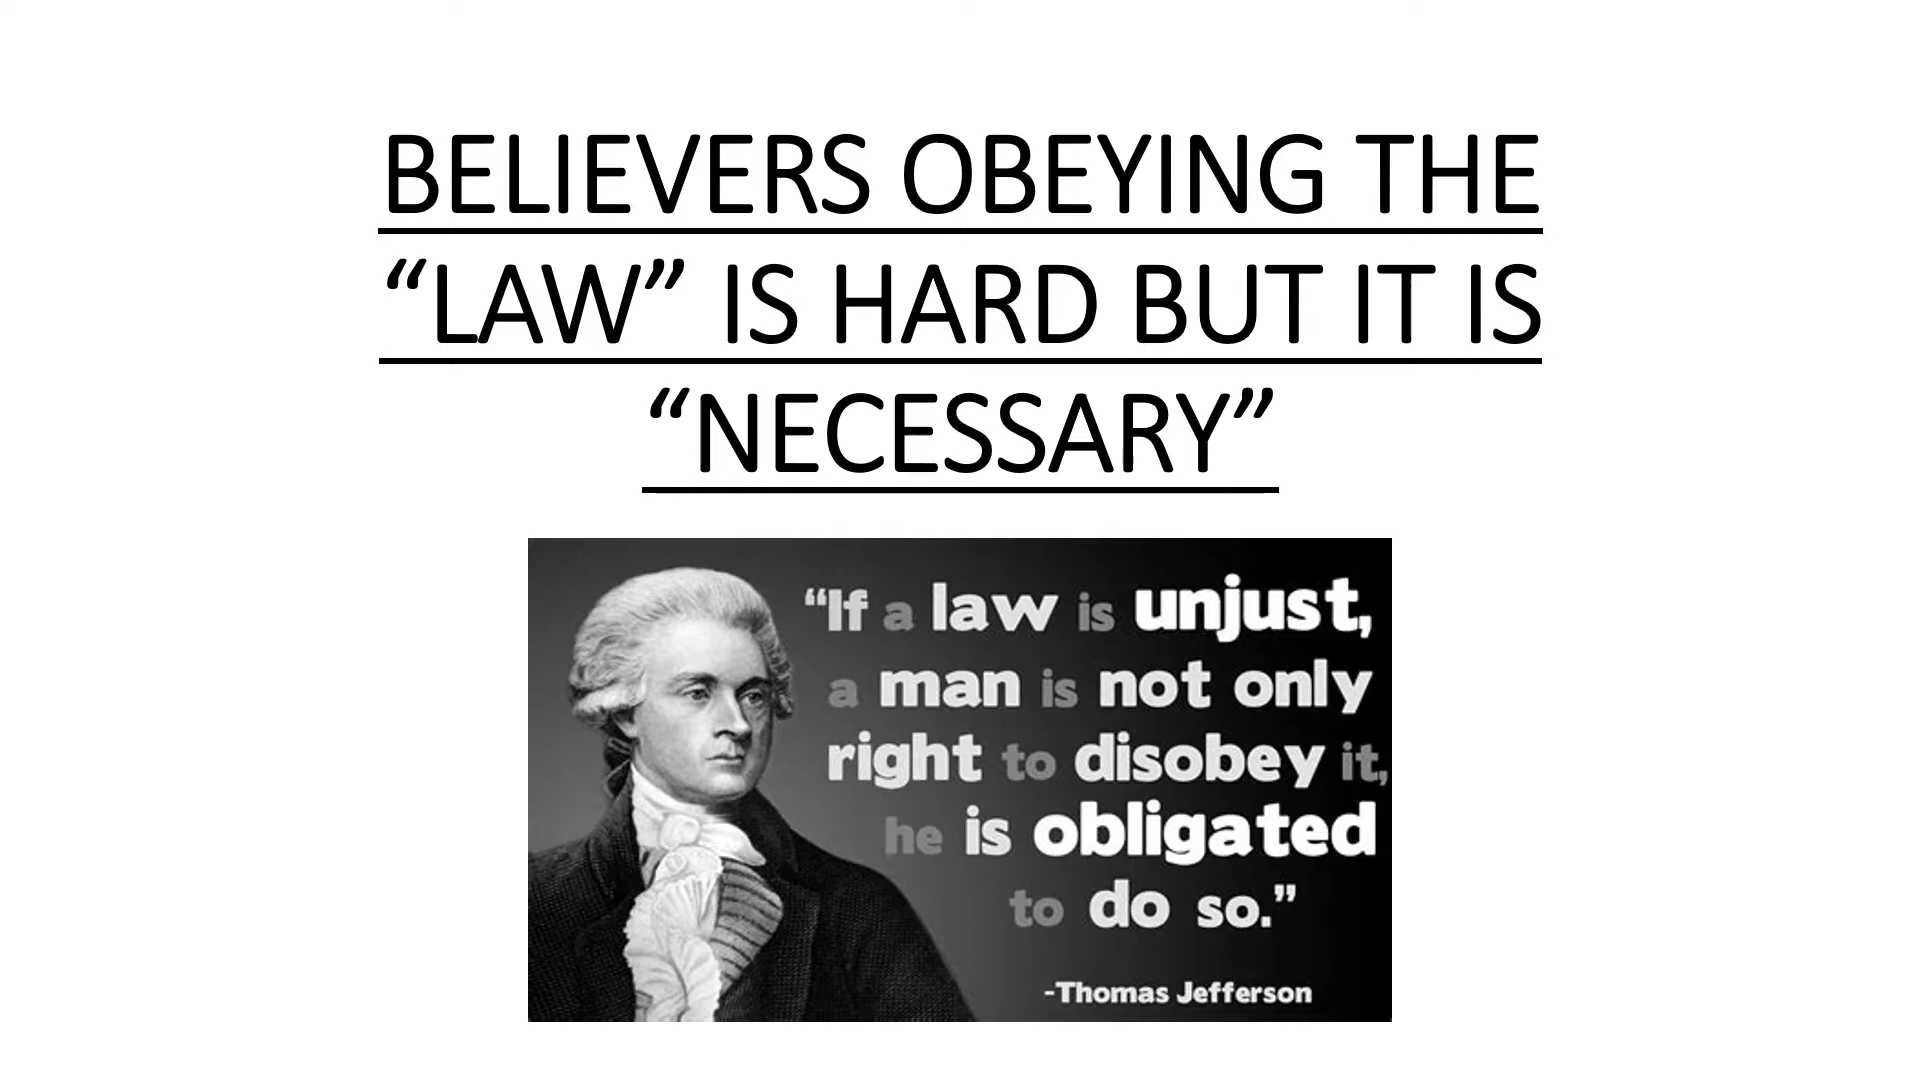 BELIEVERS OBEYING THE
“LAW” IS HARD BUT IT IS
“NECESSARY”
“If a law is unjust,
a man is not only
right to disobey it,
he is obligated
to do so.”
-Thomas Jefferson